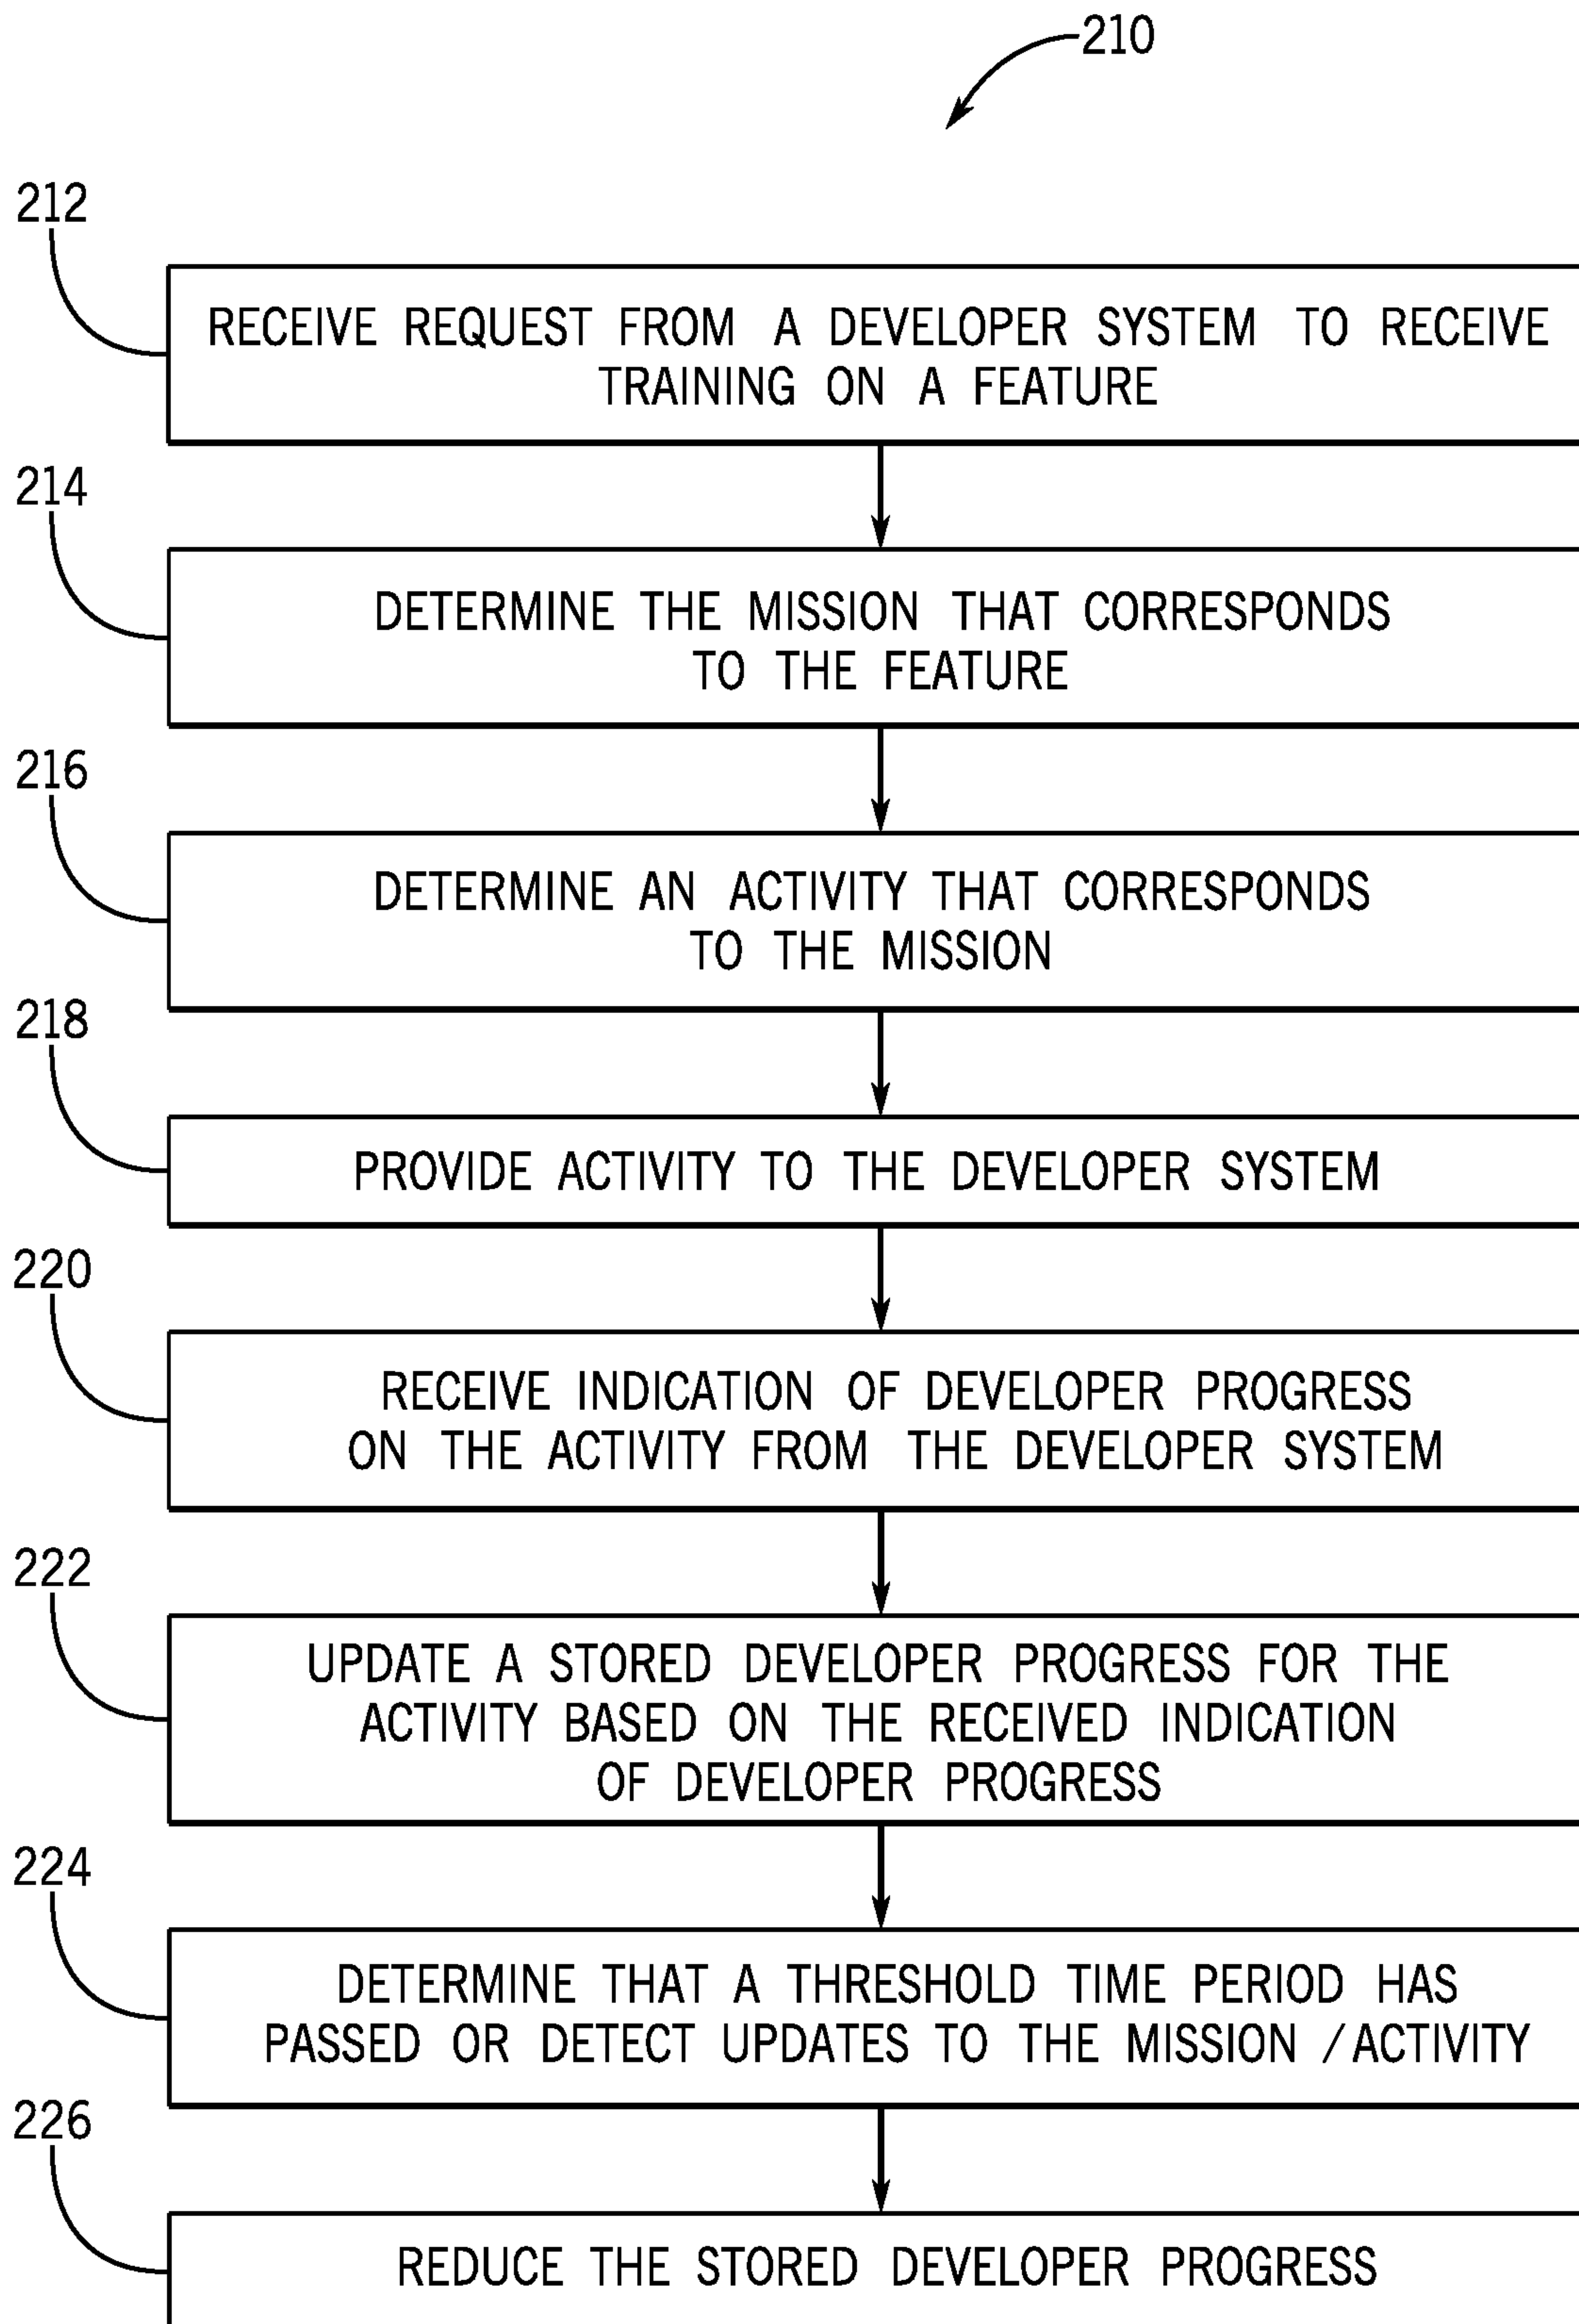 210
212
RECEIVE REQUEST FROM A DEVELOPER SYSTEM TO RECEIVE
TRAINING ON A FEATURE
214
DETERMINE THE MISSION THAT CORRESPONDS
TO THE FEATURE
216
DETERMINE AN ACTIVITY THAT CORRESPONDS
TO THE MISSION
218
PROVIDE ACTIVITY TO THE DEVELOPER SYSTEM
220
RECEIVE INDICATION OF DEVELOPER PROGRESS
ON THE ACTIVITY FROM THE DEVELOPER SYSTEM
222
UPDATE A STORED DEVELOPER PROGRESS FOR THE
ACTIVITY BASED ON THE RECEIVED INDICATION
OF DEVELOPER PROGRESS
224
DETERMINE THAT A THRESHOLD TIME PERIOD HAS
PASSED OR DETECT UPDATES TO THE MISSION /ACTIVITY
226
REDUCE THE STORED DEVELOPER PROGRESS